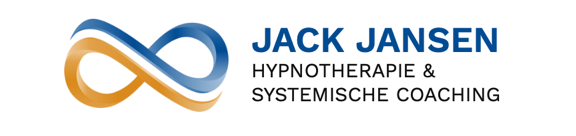 JACK JANSEN
HYPNOTHERAPIE &
SYSTEMISCHE COACHING